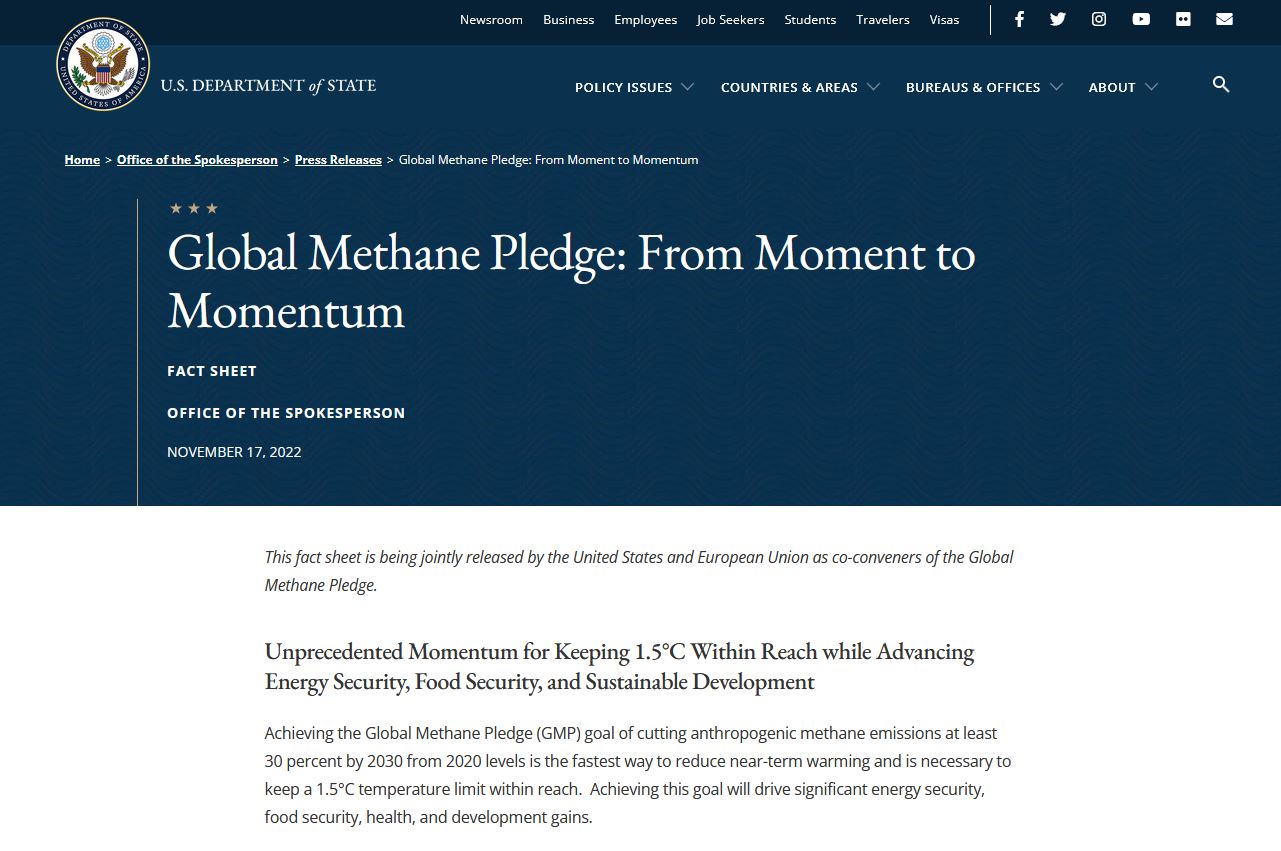 Newsroom Business Employees Job Seekers Students Travelers Visas
DEPARTMENT OF STATE
UNITED STATES OF AMERICA
U.S. DEPARTMENT of STATE
POLICY ISSUES COUNTRIES & AREAS BUREAUS & OFFICES ABOUT
Home > Office of the Spokesperson > Press Releases > Global Methane Pledge: From Moment to Momentum
Global Methane Pledge: From Moment to
Momentum
FACT SHEET
OFFICE OF THE SPOKESPERSON
NOVEMBER 17, 2022
This fact sheet is being jointly released by the United States and European Union as co-conveners of the Global
Methane Pledge.
Unprecedented Momentum for Keeping 1.5°C Within Reach while Advancing
Energy Security, Food Security, and Sustainable Development
Achieving the Global Methane Pledge (GMP) goal of cutting anthropogenic methane emissions at least
30 percent by 2030 from 2020 levels is the fastest way to reduce near-term warming and is necessary to
keep a 1.5°C temperature limit within reach.  Achieving this goal will drive significant energy security,
food security, health, and development gains.